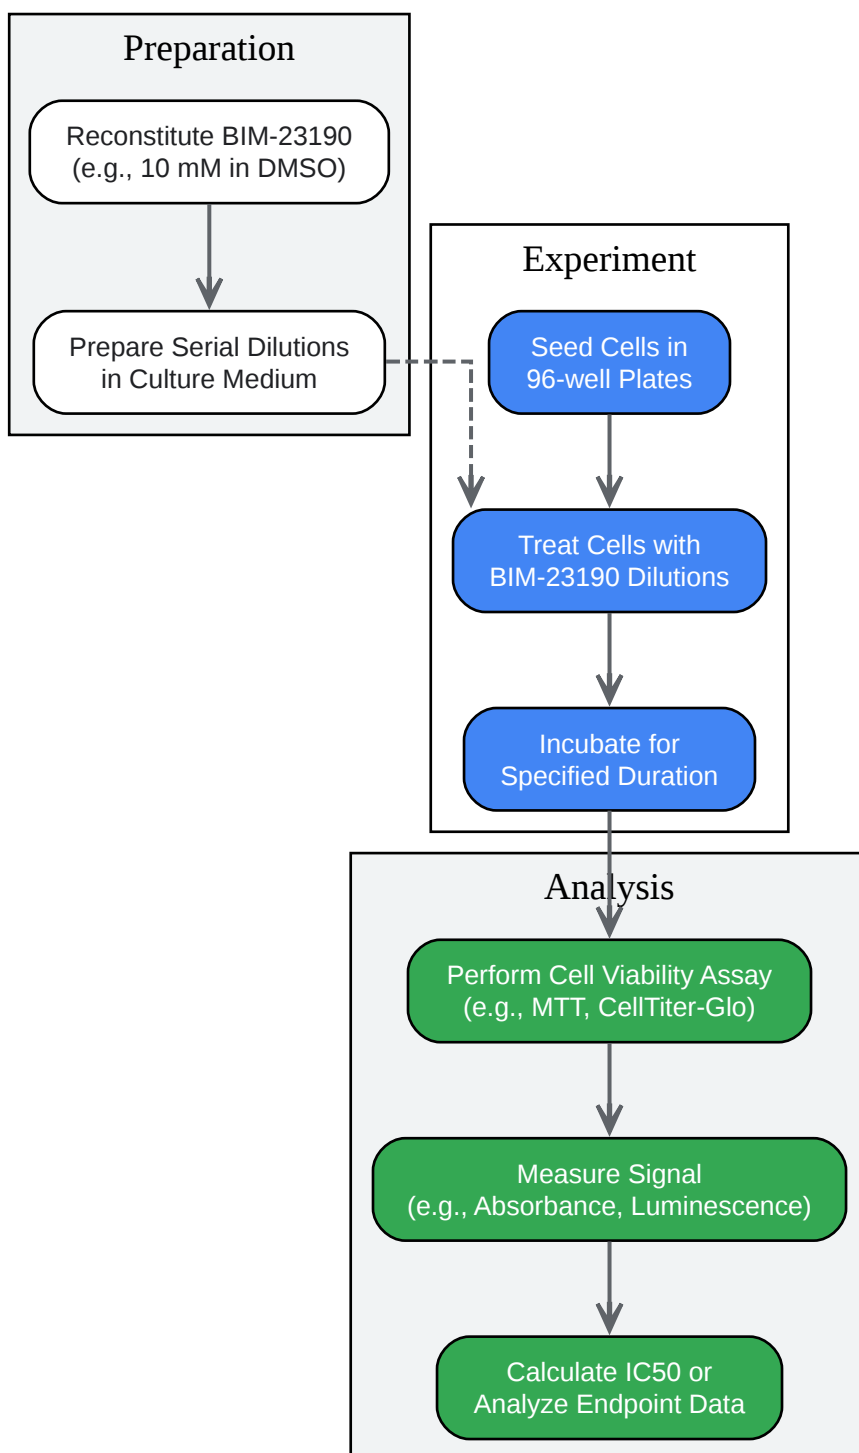 Preparation
Reconstitute BIM-23190
(e.g., 10 mM in DMSO)
Prepare Serial Dilutions
in Culture Medium
Experiment
Seed Cells in
96-well Plates
Treat Cells with
BIM-23190 Dilutions
Incubate for
Specified Duration
Analysis
Perform Cell Viability Assay
(e.g., MTT, CellTiter-Glo)
Measure Signal
(e.g., Absorbance, Luminescence)
Calculate IC50 or
Analyze Endpoint Data